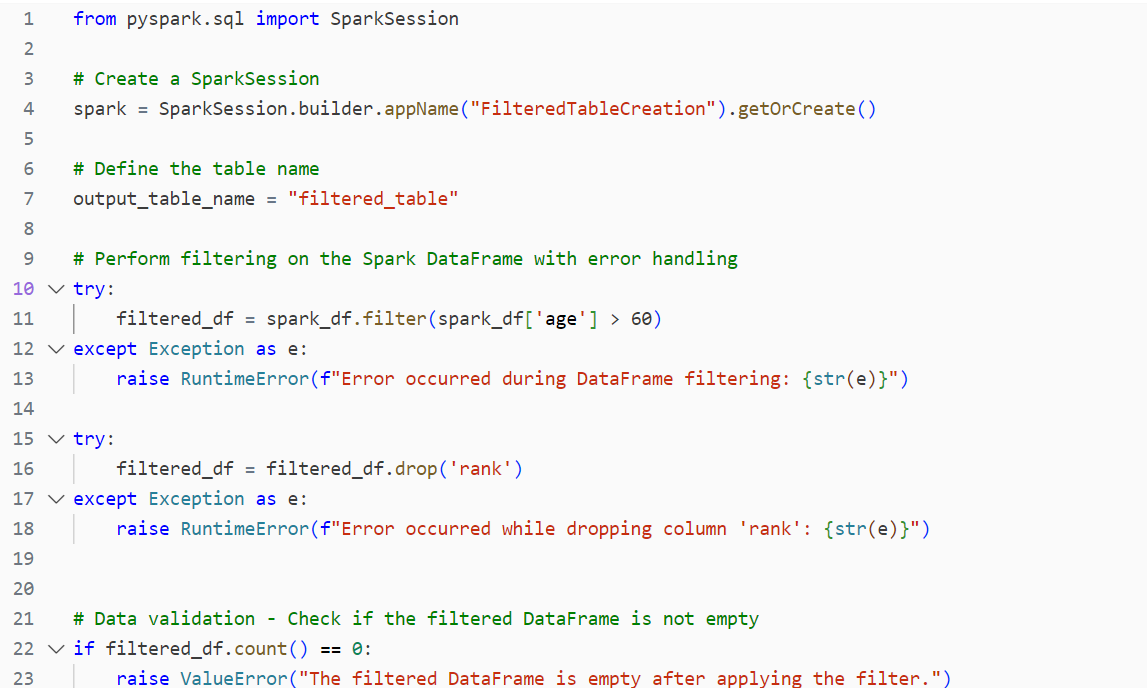 1 from pyspark.sql import SparkSession
2
3 # Create a SparkSession
4 spark = SparkSession.builder.appName("FilteredTableCreation").getOrCreate()
5
6 # Define the table name
7 output_table_name = "filtered_table"
8
9 # Perform filtering on the Spark DataFrame with error handling
10 try:
11     filtered_df = spark_df.filter(spark_df['age'] > 60)
12 except Exception as e:
13     raise RuntimeError(f"Error occurred during DataFrame filtering: {str(e)}")
14
15 try:
16     filtered_df = filtered_df.drop('rank')
17 except Exception as e:
18     raise RuntimeError(f"Error occurred while dropping column 'rank': {str(e)}")
19
20
21 # Data validation - Check if the filtered DataFrame is not empty
22 if filtered_df.count() == 0:
23     raise ValueError("The filtered DataFrame is empty after applying the filter.")